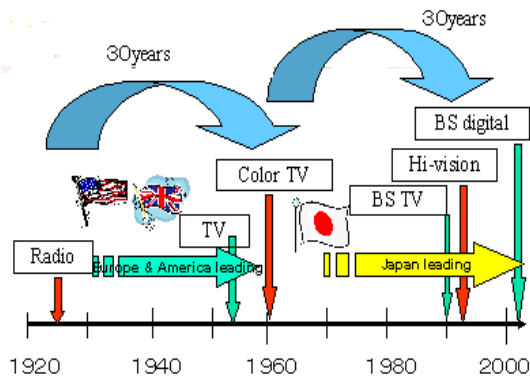 30years
30years
BS digital
Color TV
Hi-vision
BS TV
TV
Radio
Europe & America leading
Japan leading
1920
1940
1960
1980
2000